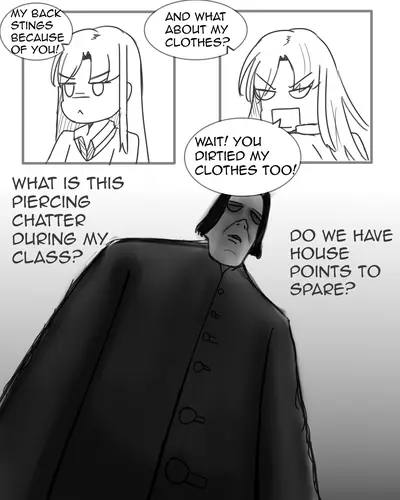 MY BACK
STINGS
BECAUSE
OF YOU!
AND WHAT
ABOUT MY
CLOTHES?
WAIT! YOU
DIRTIED MY
CLOTHES TOO!
WHAT IS THIS
PIERCING
CHATTER
DURING MY
CLASS?
DO WE HAVE
HOUSE
POINTS TO
SPARE?